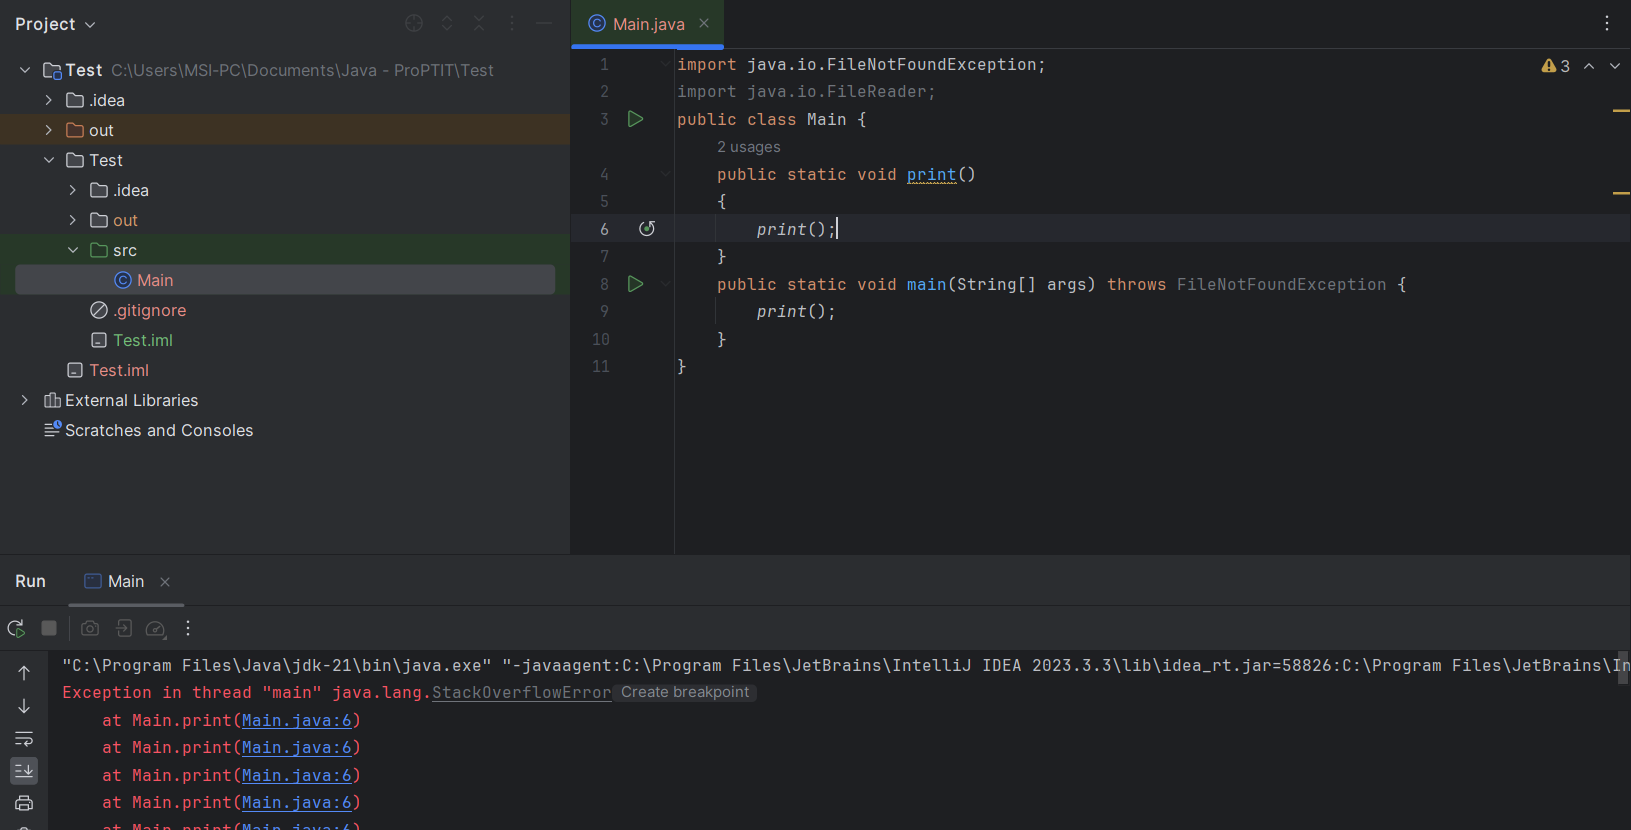 Project
Test C:\Users\MSI-PC\Documents\Java - ProPTIT\Test
.idea
out
Test
.idea
out
src
Main
.gitignore
Test.iml
Test.iml
External Libraries
Scratches and Consoles
Main.java
3
1 import java.io.FileNotFoundException;
2 import java.io.FileReader;
3 public class Main {
2 usages
4 public static void print()
5 {
6 print();
7 }
8 public static void main(String[] args) throws FileNotFoundException {
9 print();
10 }
11 }
Run Main
"C:\Program Files\Java\jdk-21\bin\java.exe" "-javaagent:C:\Program Files\JetBrains\IntelliJ IDEA 2023.3.3\lib\idea_rt.jar=58826:C:\Program Files\JetBrains\In
Exception in thread "main" java.lang.StackOverflowError Create breakpoint
at Main.print(Main.java:6)
at Main.print(Main.java:6)
at Main.print(Main.java:6)
at Main.print(Main.java:6)
at Main.print(Main.java:6)